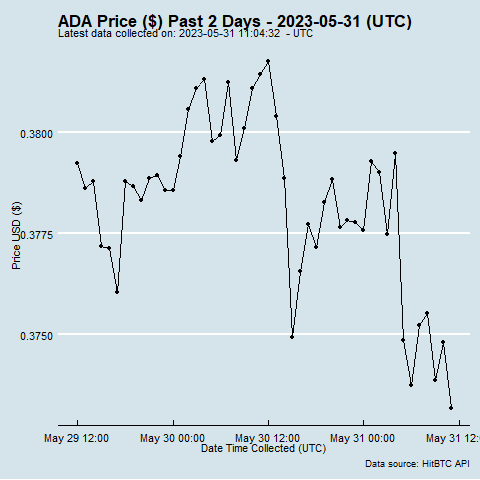 ADA Price ($) Past 2 Days - 2023-05-31 (UTC)
Latest data collected on: 2023-05-31 11:04:32 - UTC
0.3800
0.3775
0.3750
Price USD ($)
May 29 12:00 May 30 00:00 May 30 12:00 May 31 00:00 May 31 12:0
Date Time Collected (UTC)
Data source: HitBTC API